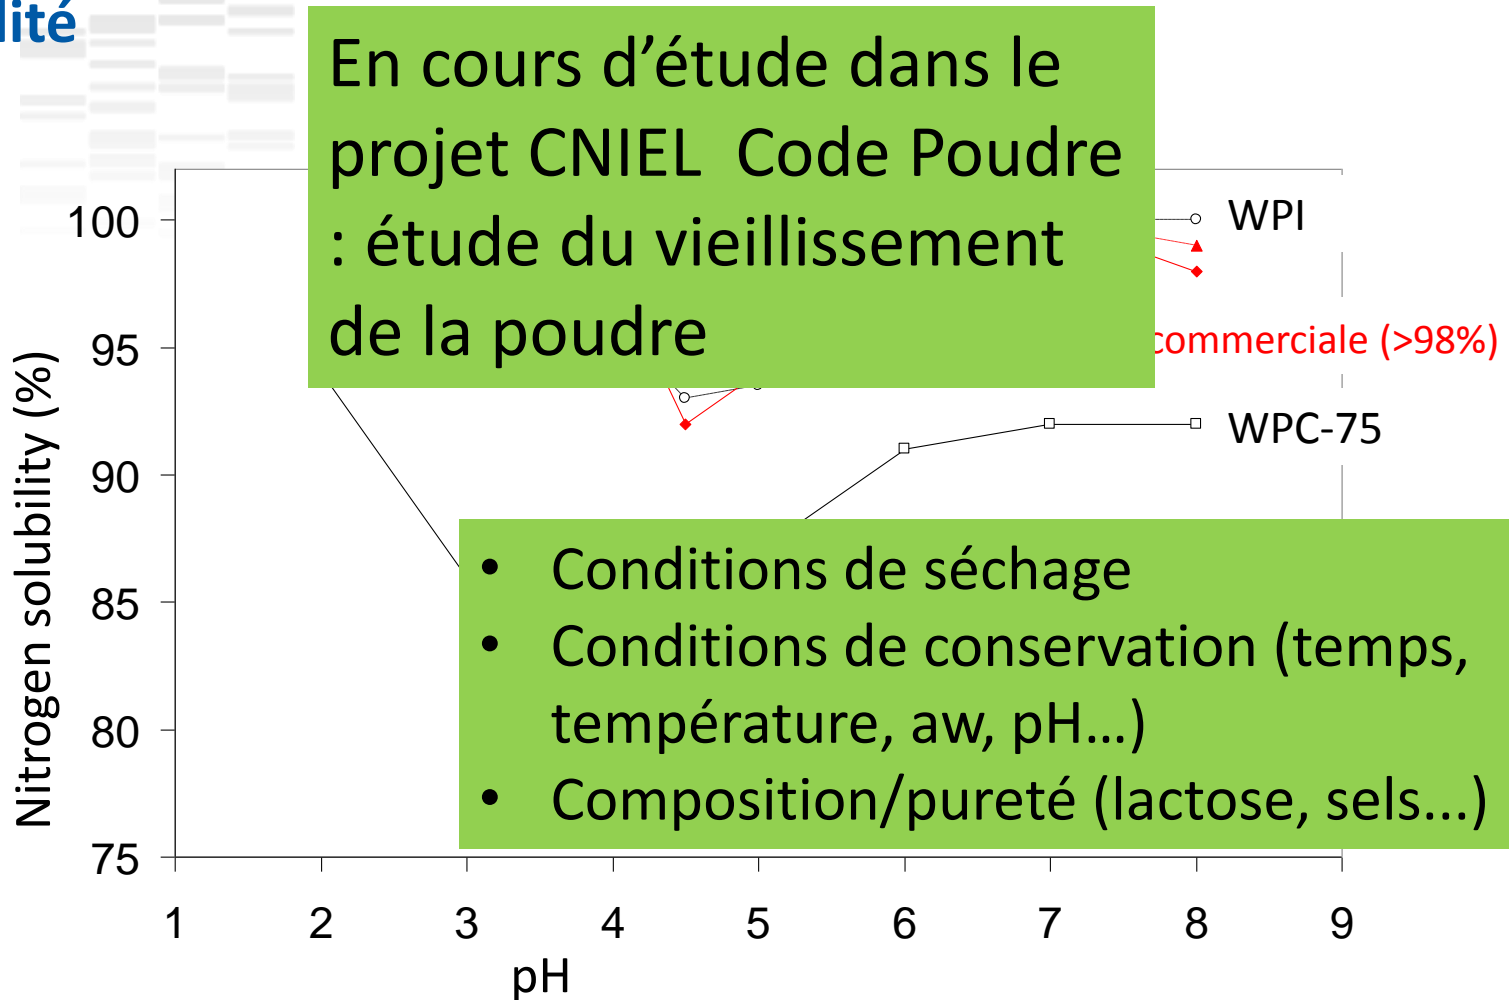 En cours d’étude dans le
projet CNIEL Code Poudre
: étude du vieillissement
de la poudre
100
95
90
85
80
75
Nitrogen solubility (%)
WPI
commerciale (>98%)
WPC-75
• Conditions de séchage
• Conditions de conservation (temps,
température, aw, pH…)
• Composition/pureté (lactose, sels...)
1 2 3 4 5 6 7 8 9
pH